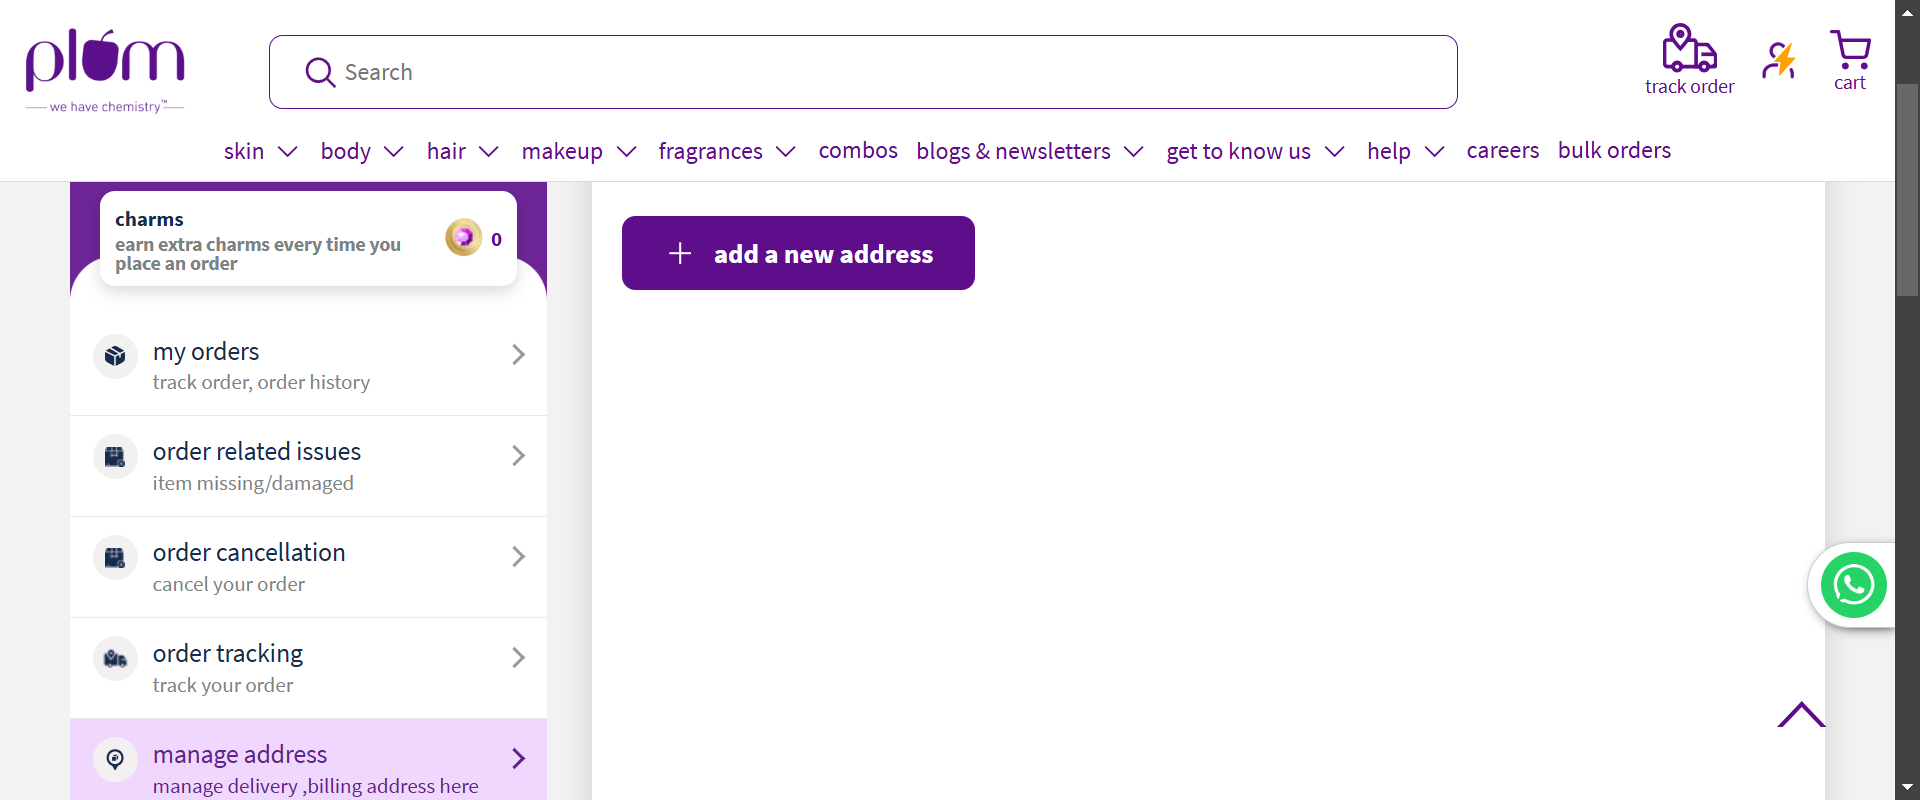 plum
we have chemistry™
Search
track order
cart
skin body hair makeup fragrances combos blogs & newsletters get to know us help careers bulk orders
charms
earn extra charms every time you
place an order
0
my orders
track order, order history
order related issues
item missing/damaged
order cancellation
cancel your order
order tracking
track your order
manage address
manage delivery ,billing address here
add a new address